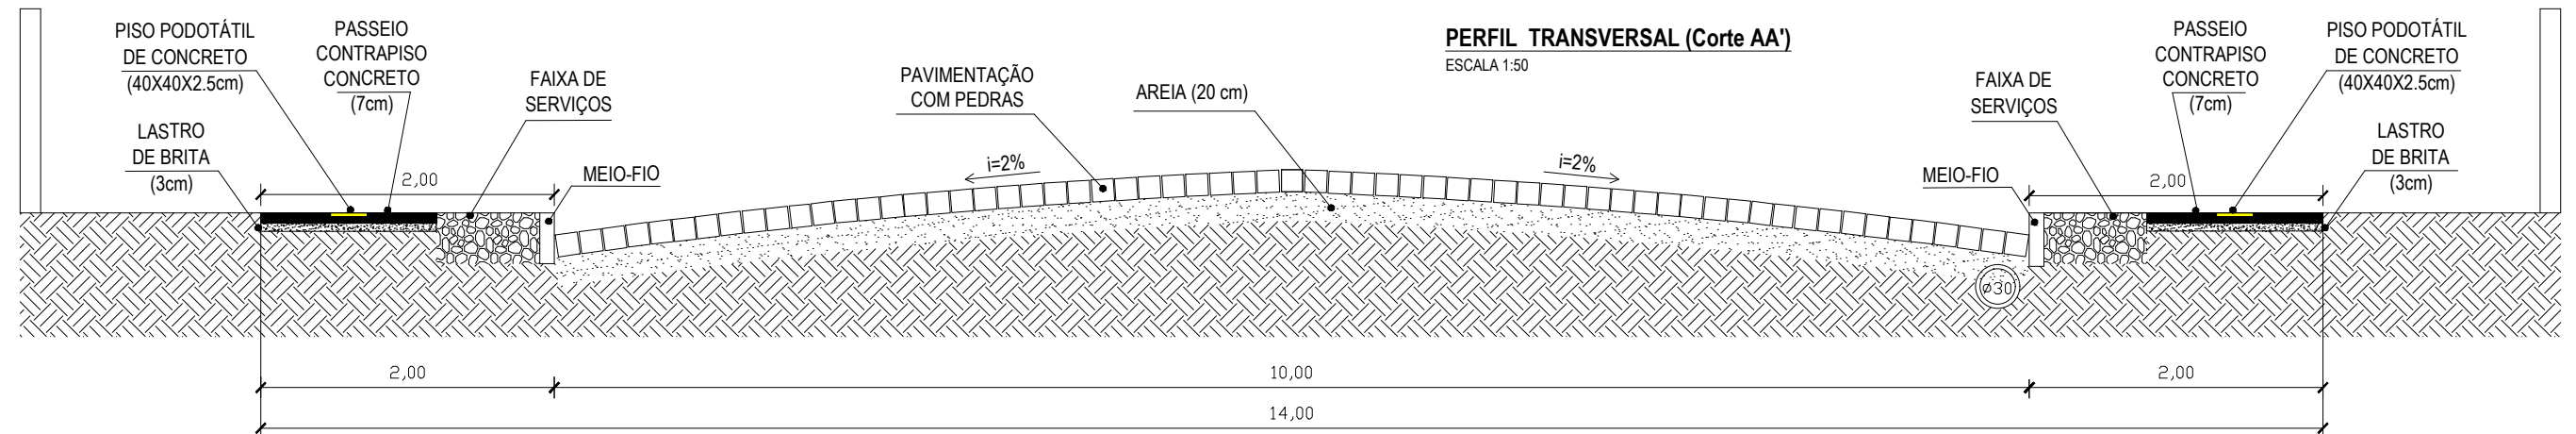 PISO PODOTÁTIL
DE CONCRETO
(40X40X2.5cm)
PASSEIO
CONTRAPISO
CONCRETO
(7cm)
FAIXA DE
SERVIÇOS
LASTRO
DE BRITA
(3cm)
2,00
MEIO-FIO
PAVIMENTAÇÃO
COM PEDRAS
i=2%
AREIA (20 cm)
PERFIL TRANSVERSAL (Corte AA')
ESCALA 1:50
i=2%
FAIXA DE
SERVIÇOS
MEIO-FIO
PASSEIO
CONTRAPISO
CONCRETO
(7cm)
PISO PODOTÁTIL
DE CONCRETO
(40X40X2.5cm)
LASTRO
DE BRITA
(3cm)
2,00
ø30
2,00
10,00
2,00
14,00